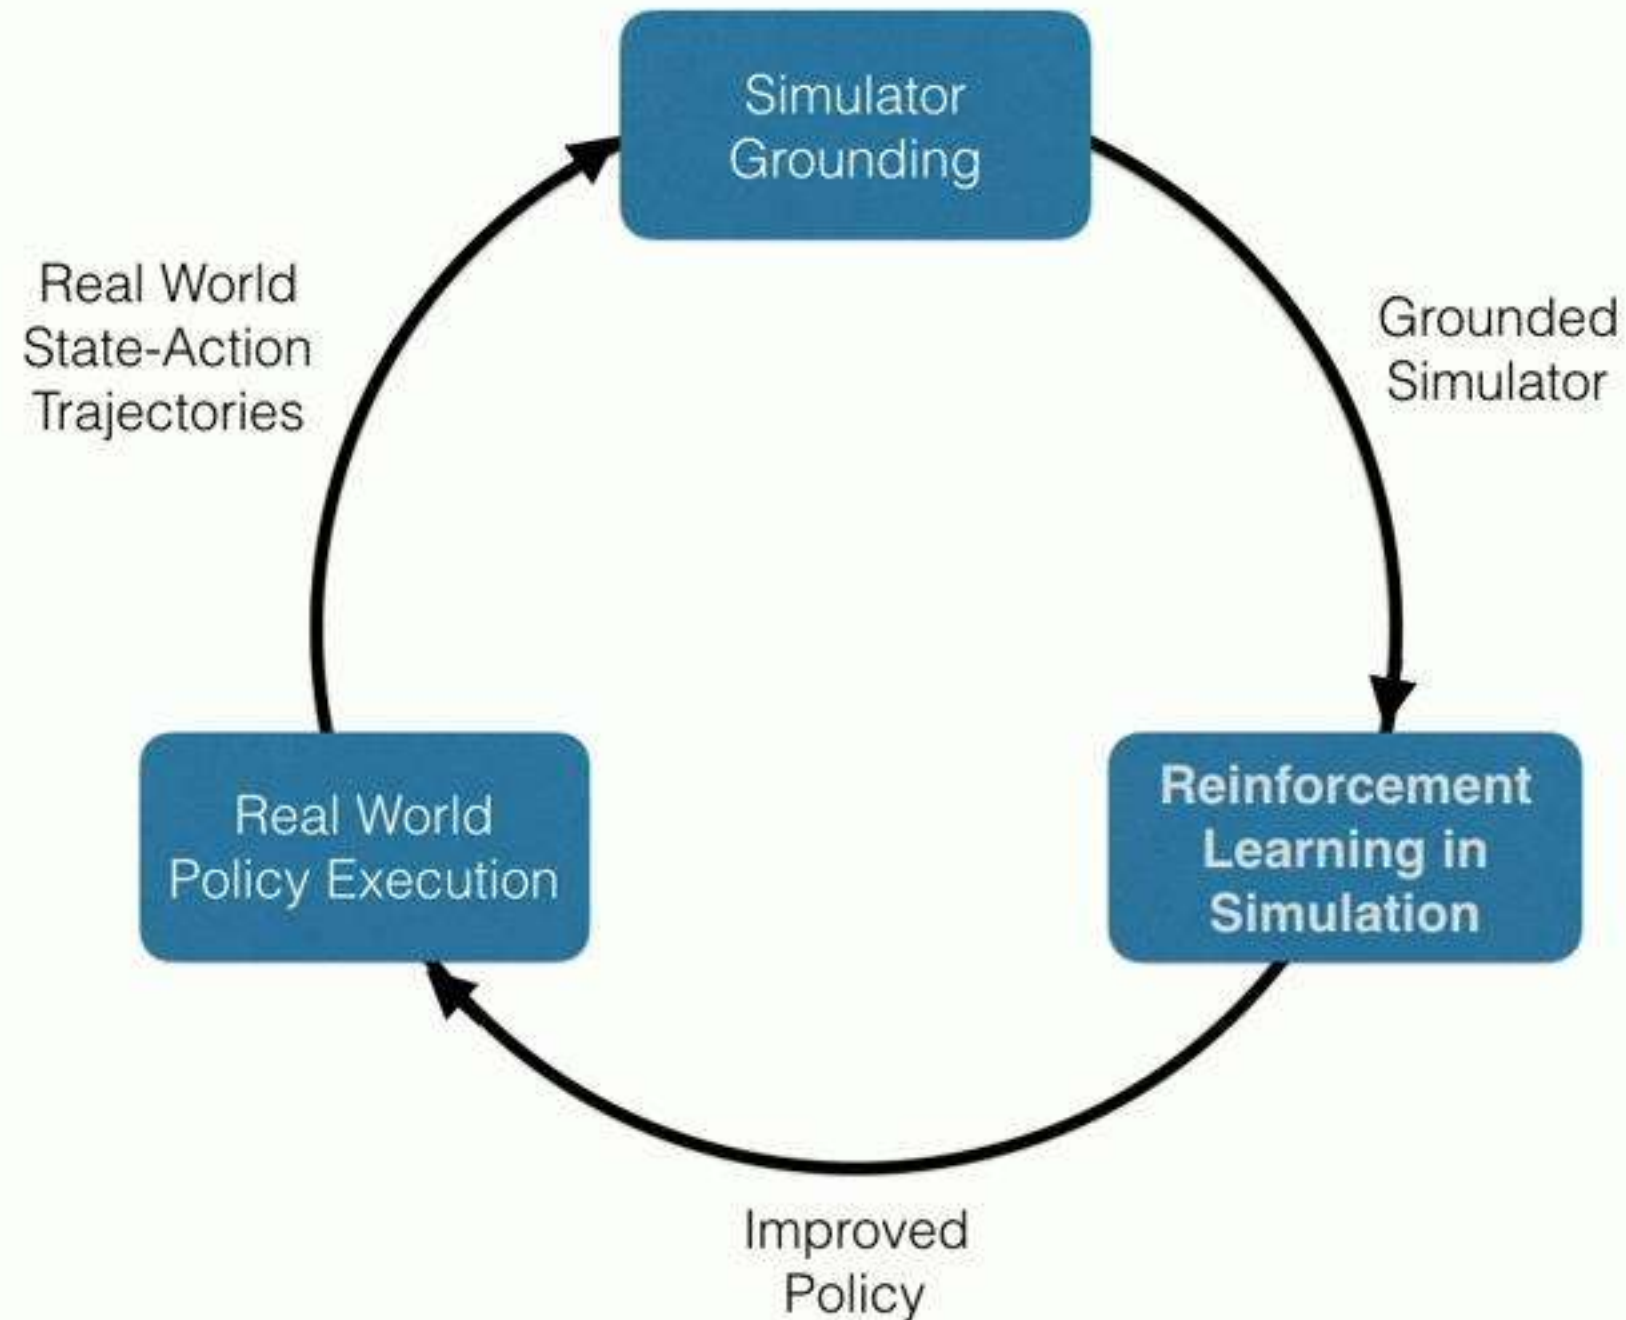 Simulator
Grounding
Real World
State-Action
Trajectories
Grounded
Simulator
Real World
Policy Execution
Reinforcement
Learning in
Simulation
Improved
Policy